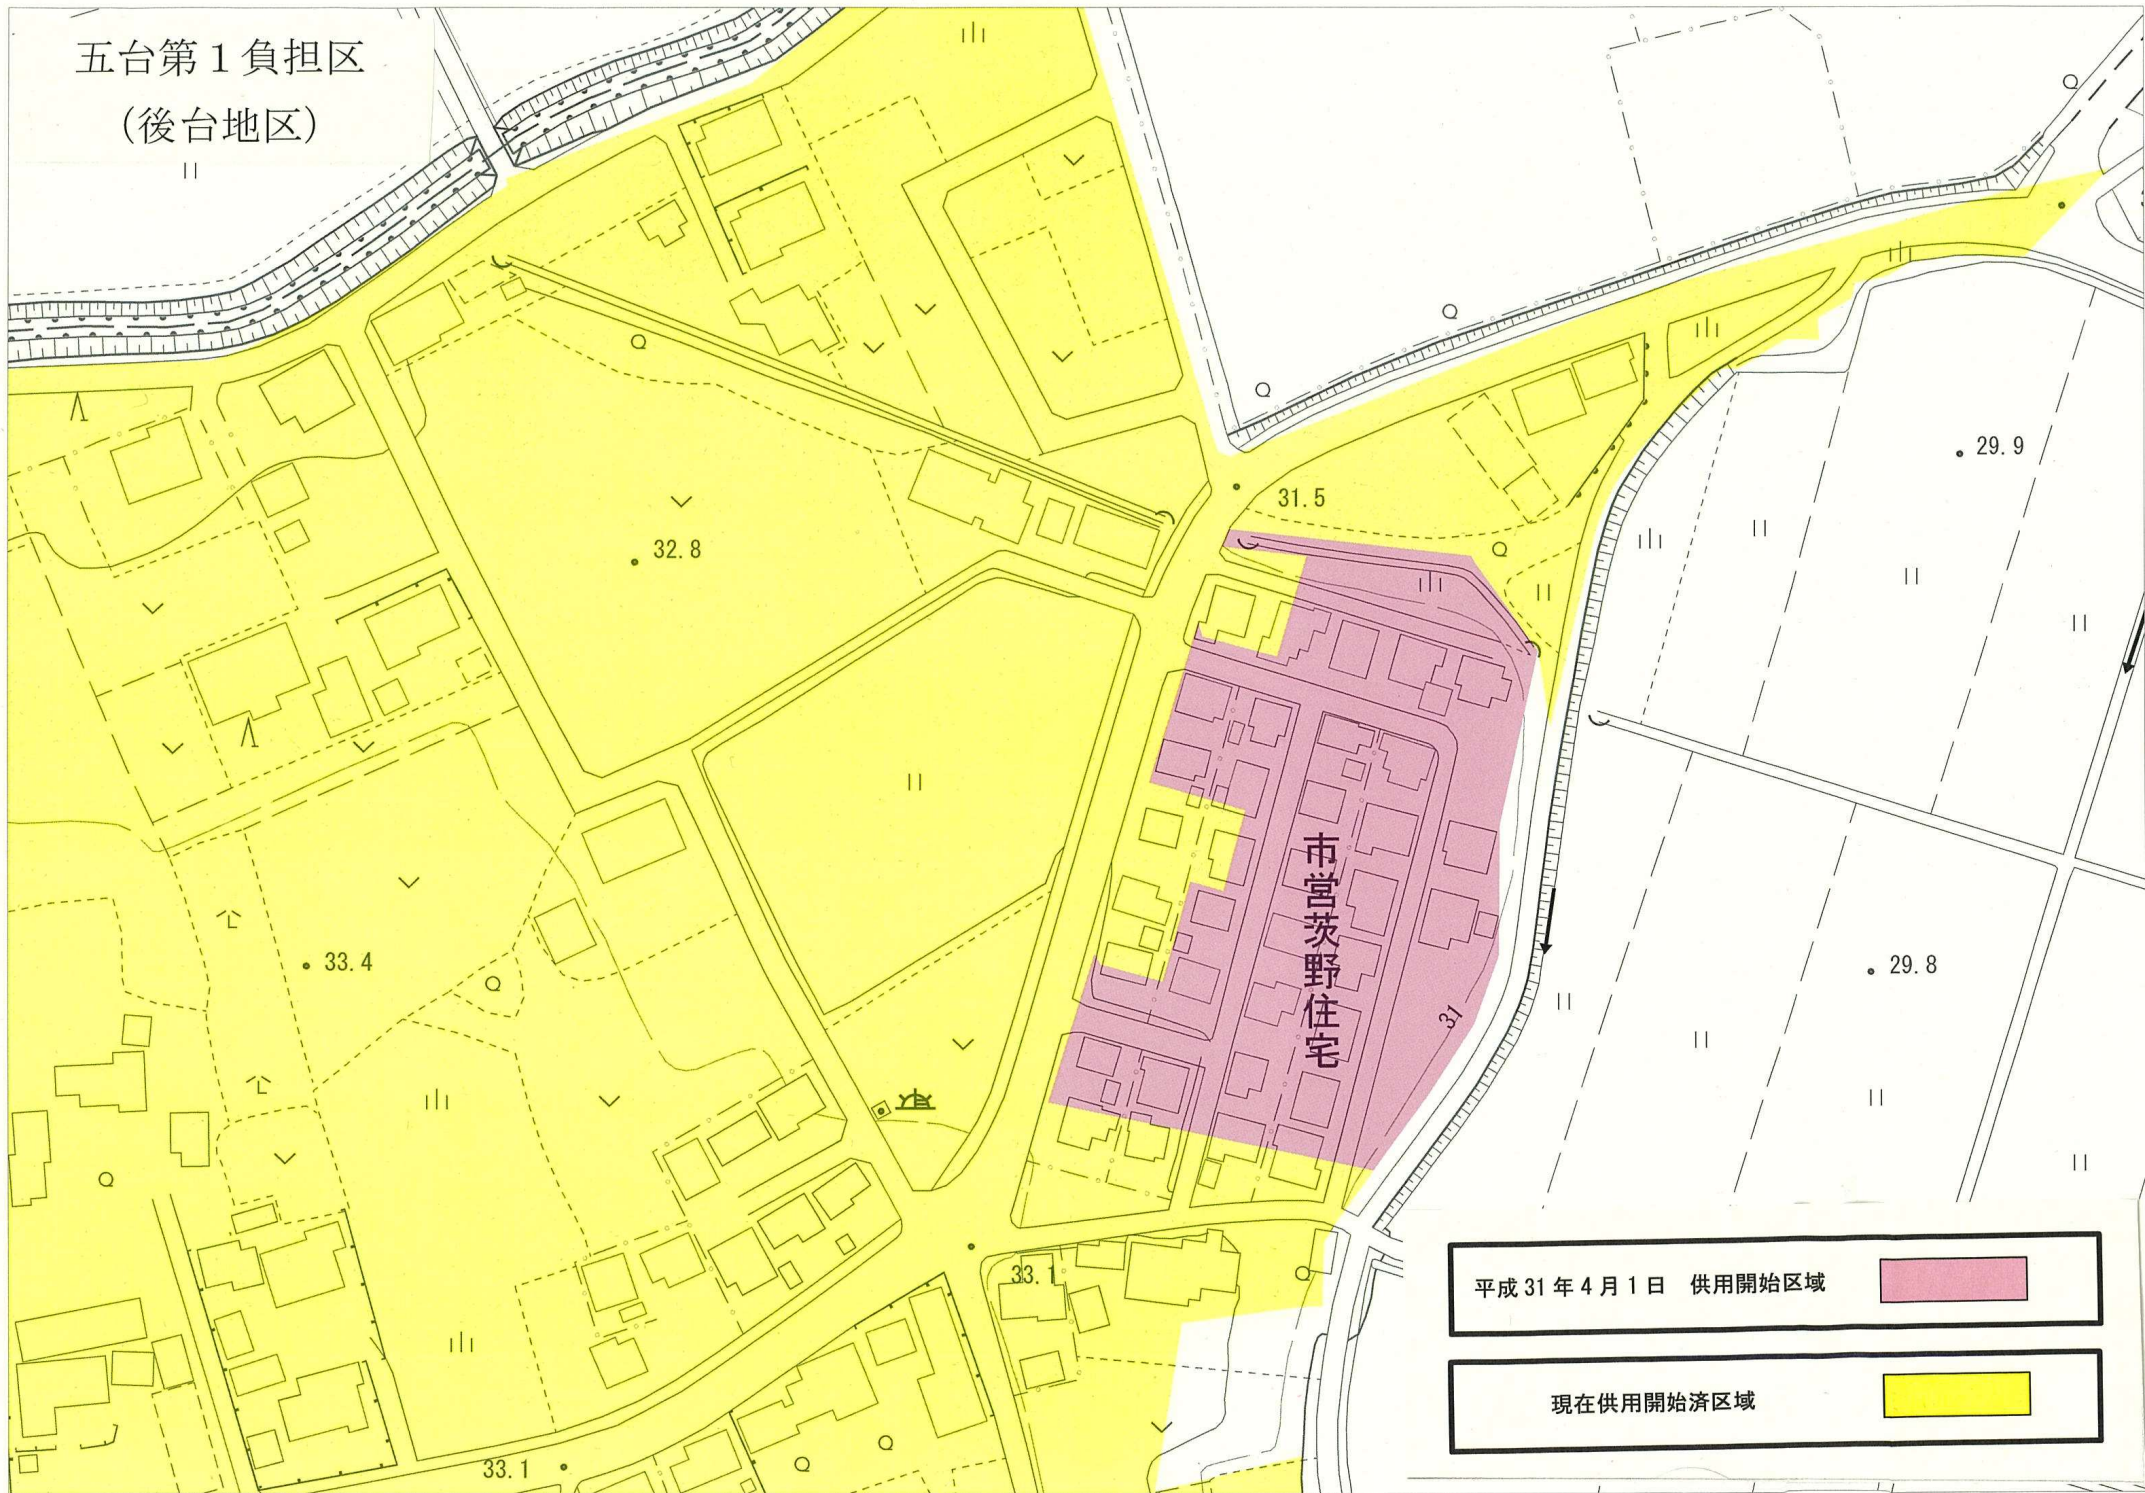 五台第1負担区
(後台地区)
31.5
29.9
32.8
市営茨野住宅
33.4
29.8
31
33.1
平成31年4月1日 供用開始区域
33.1
現在供用開始済区域